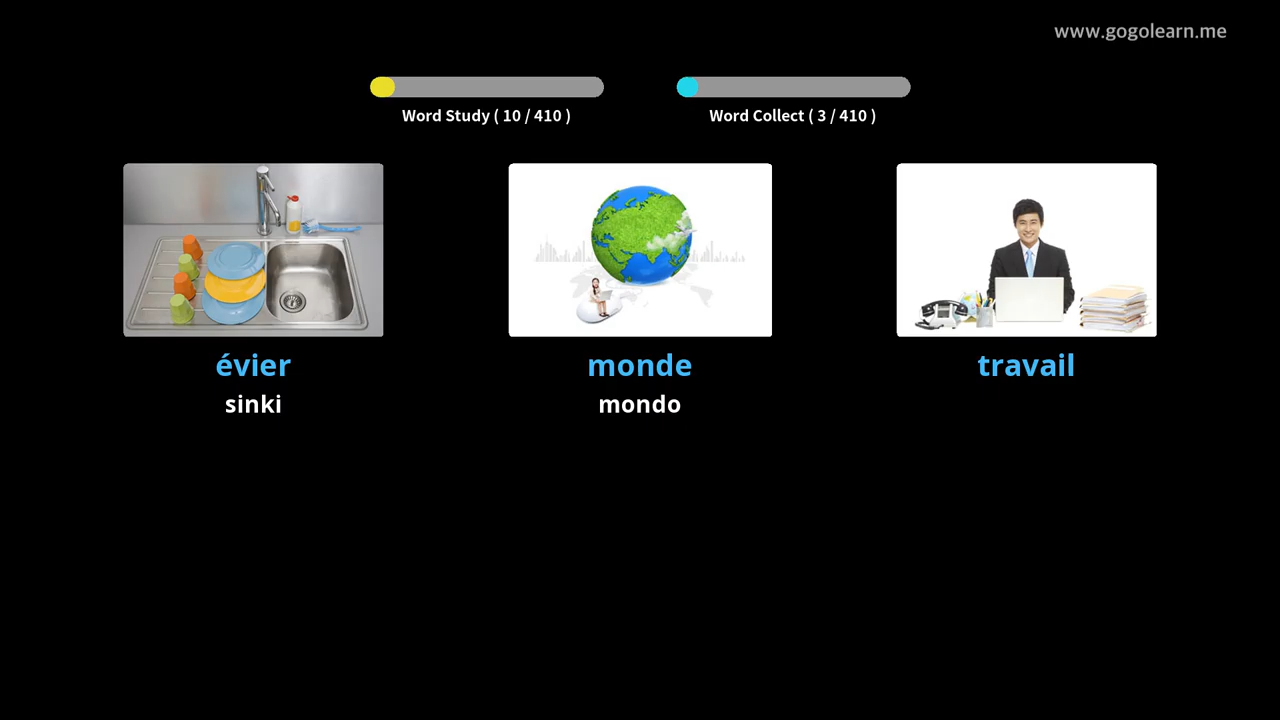 www.gogolearn.me
Word Study ( 10 / 410 )
Word Collect ( 3 / 410 )
évier
monde
travail
sinki
mondo